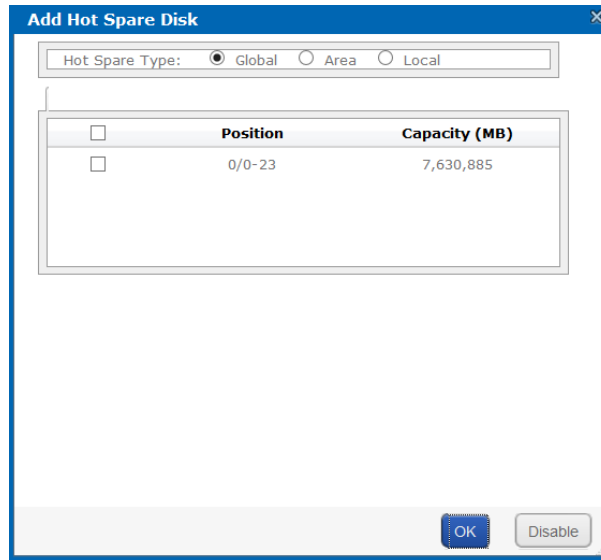 Add Hot Spare Disk
Hot Spare Type: Global Area Local
Position Capacity (MB)
0/0-23 7,630,885
OK Disable